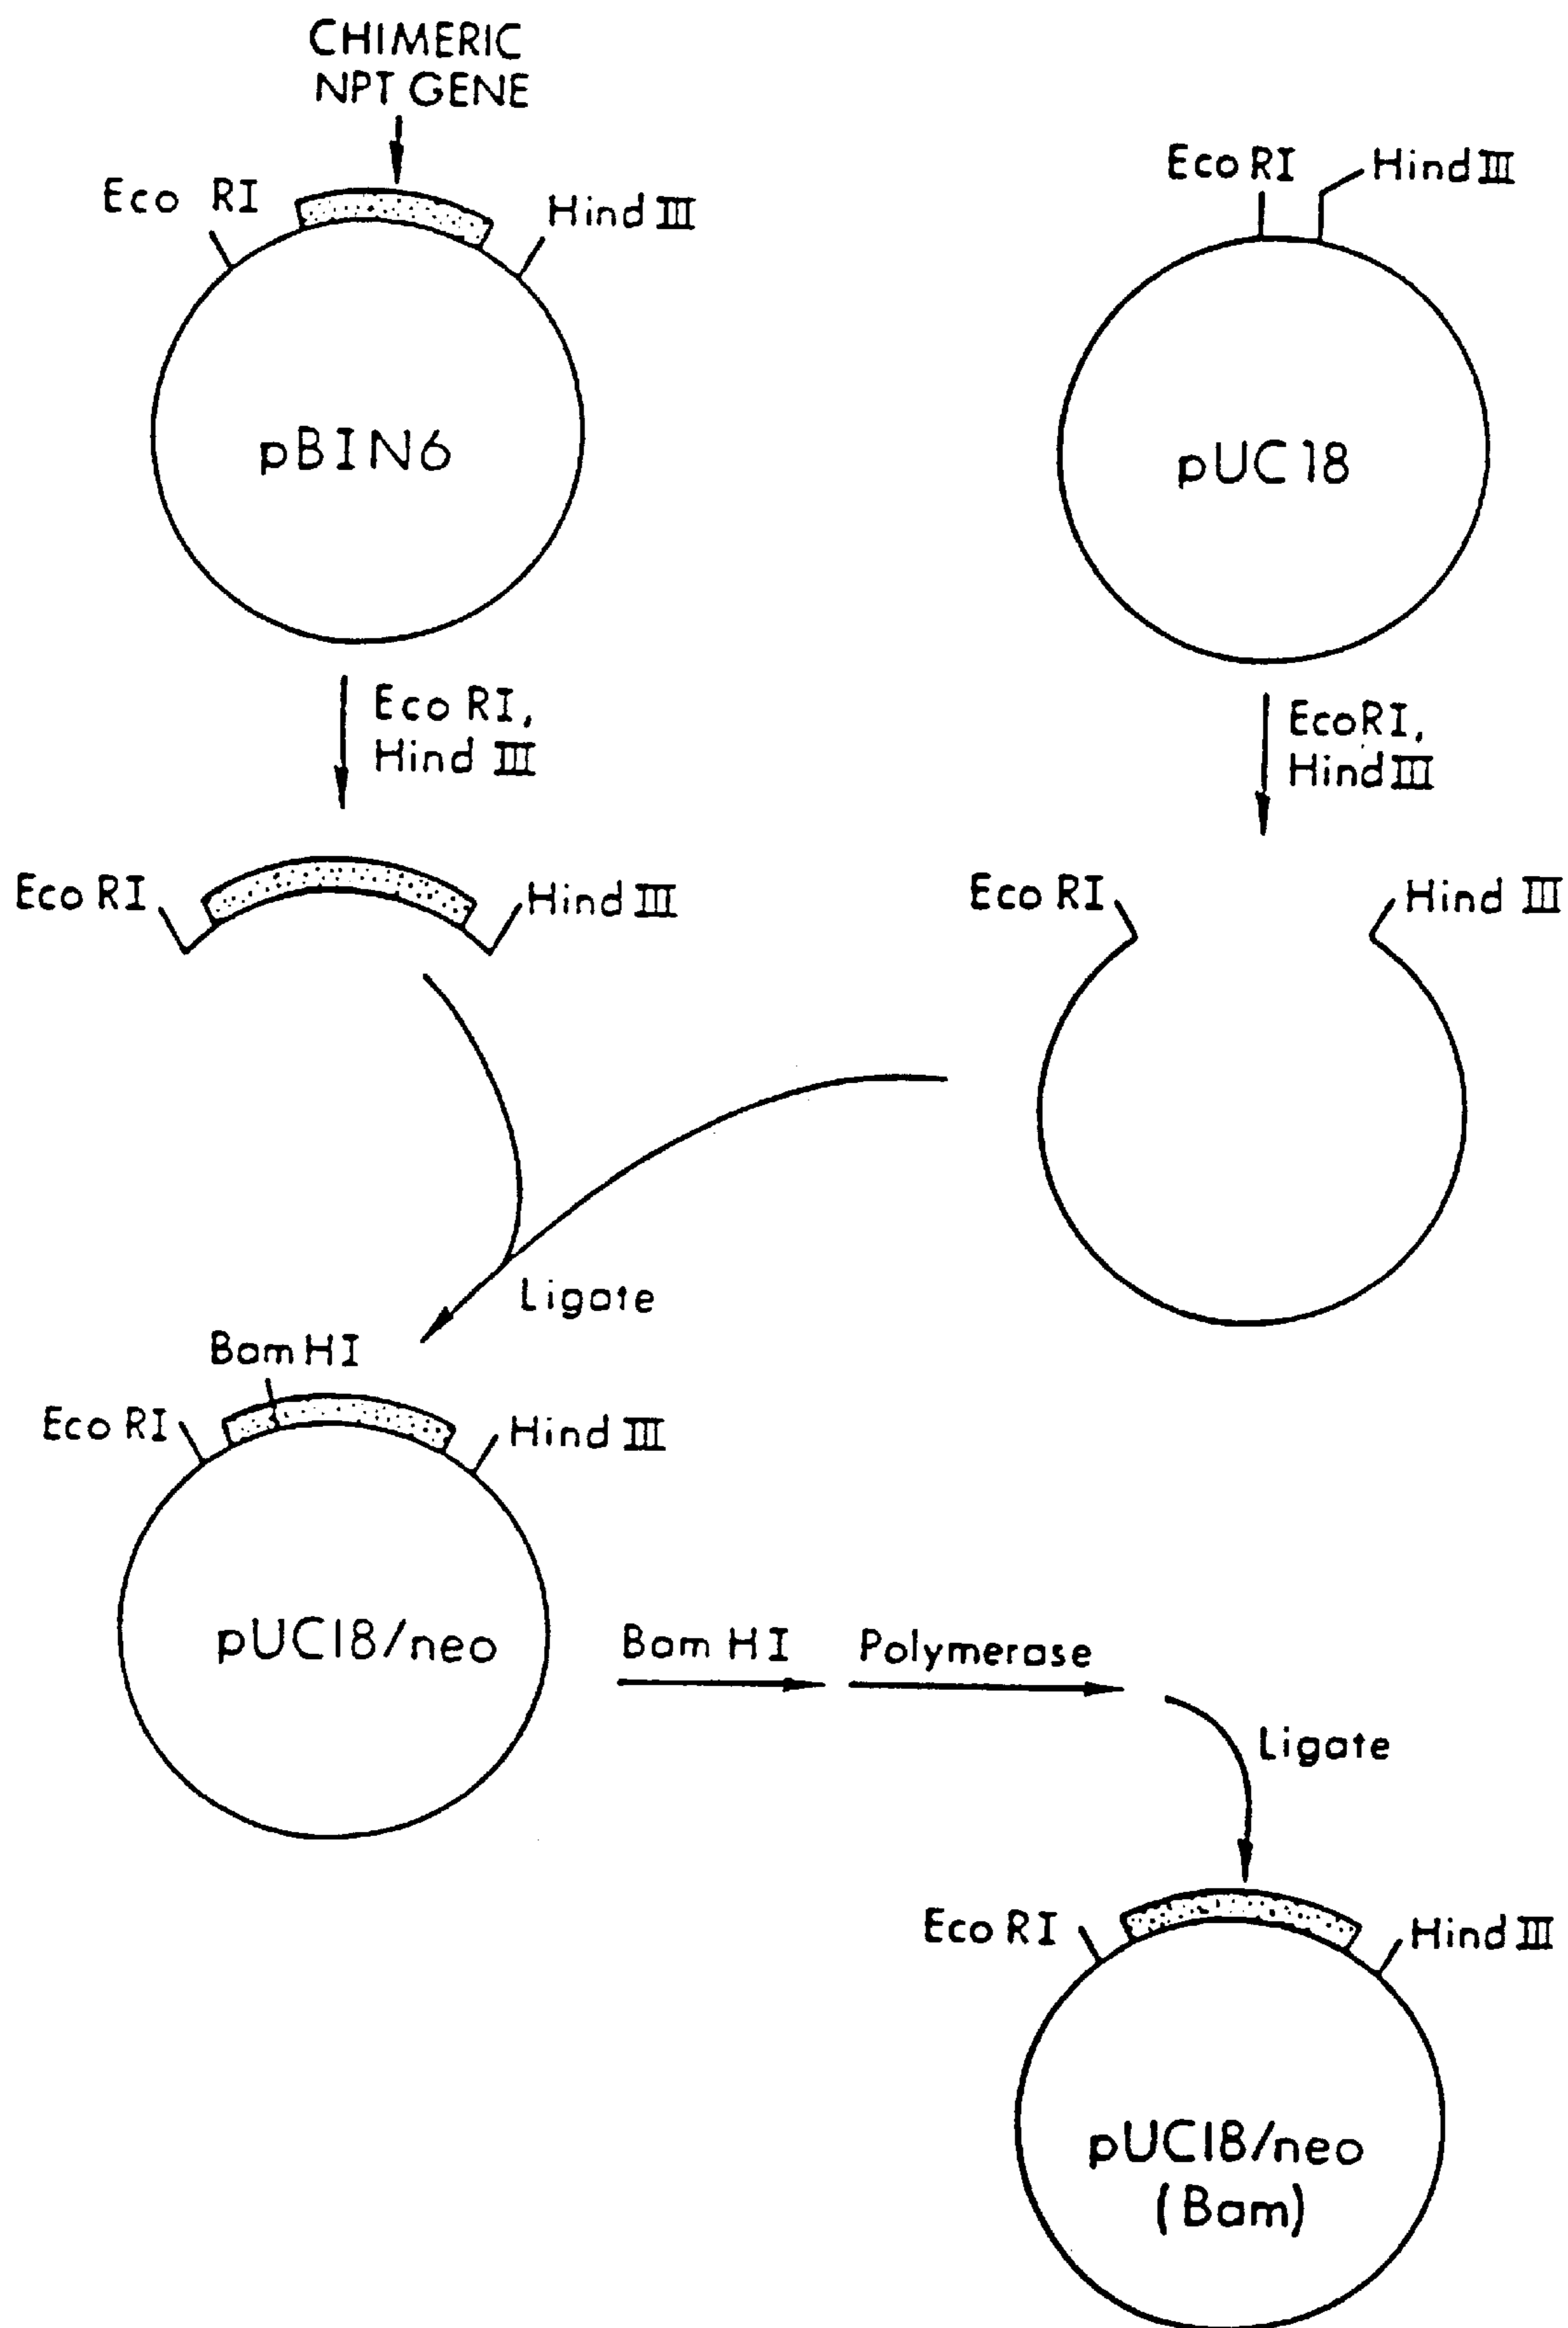 CHIMERIC
NPT GENE
Eco RI
Hind III
Eco RI
Hind III
pBIN6
pUC18
Eco RI,
Hind III
EcoRI,
Hind III
Eco RI
Hind III
Eco RI
Hind III
Ligate
Bam HI
Eco RI
Hind III
pUC18/neo
Bam HI
Polymerase
Ligate
Eco RI
Hind III
pUC18/neo
(Bam)